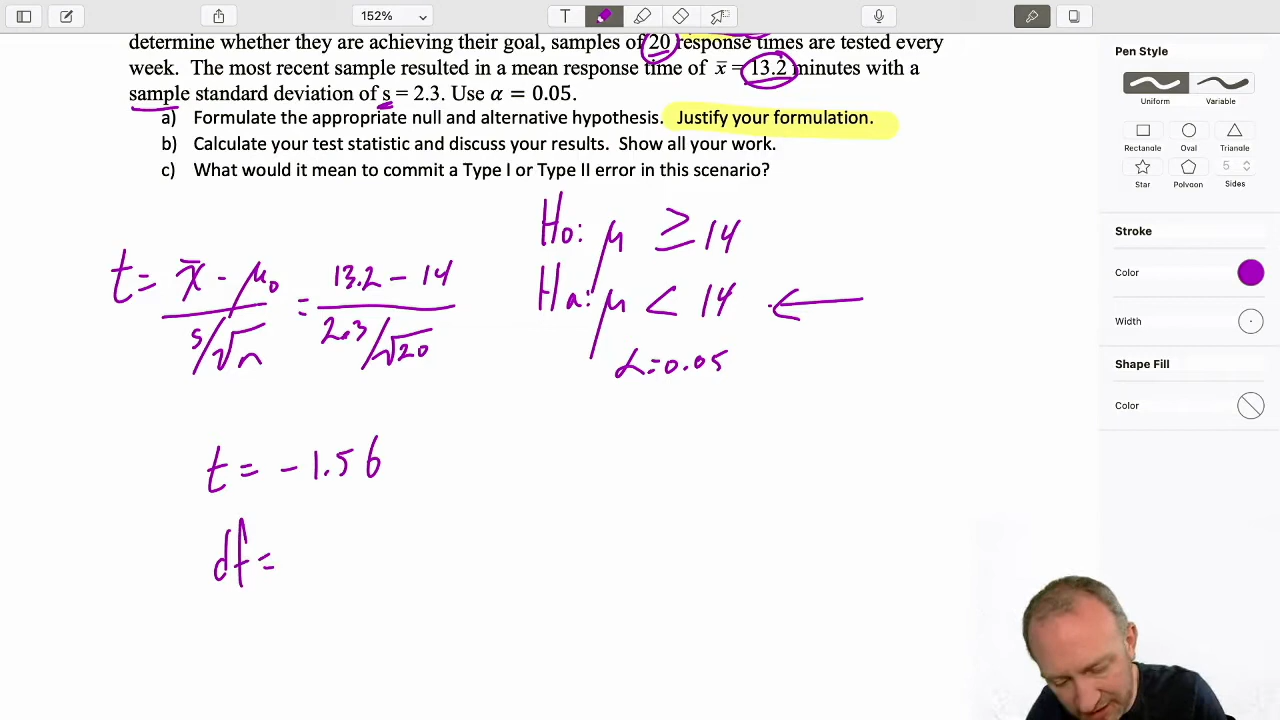 152%
T
determine whether they are achieving their goal, samples of 20 response times are tested every
week. The most recent sample resulted in a mean response time of x̄ = 13.2 minutes with a
sample standard deviation of s = 2.3. Use α = 0.05.
a) Formulate the appropriate null and alternative hypothesis. Justify your formulation.
b) Calculate your test statistic and discuss your results. Show all your work.
c) What would it mean to commit a Type I or Type II error in this scenario?
Ho: μ ≥ 14
Ha: μ < 14
α=0.05
t = (x̄ - μ₀)/(s/√n) = (13.2 - 14)/(2.3/√20)
t = -1.56
df =
Pen Style
Uniform Variable
Rectangle Oval Triangle
Star Polygon 5 Sides
Stroke
Color
Width
Shape Fill
Color